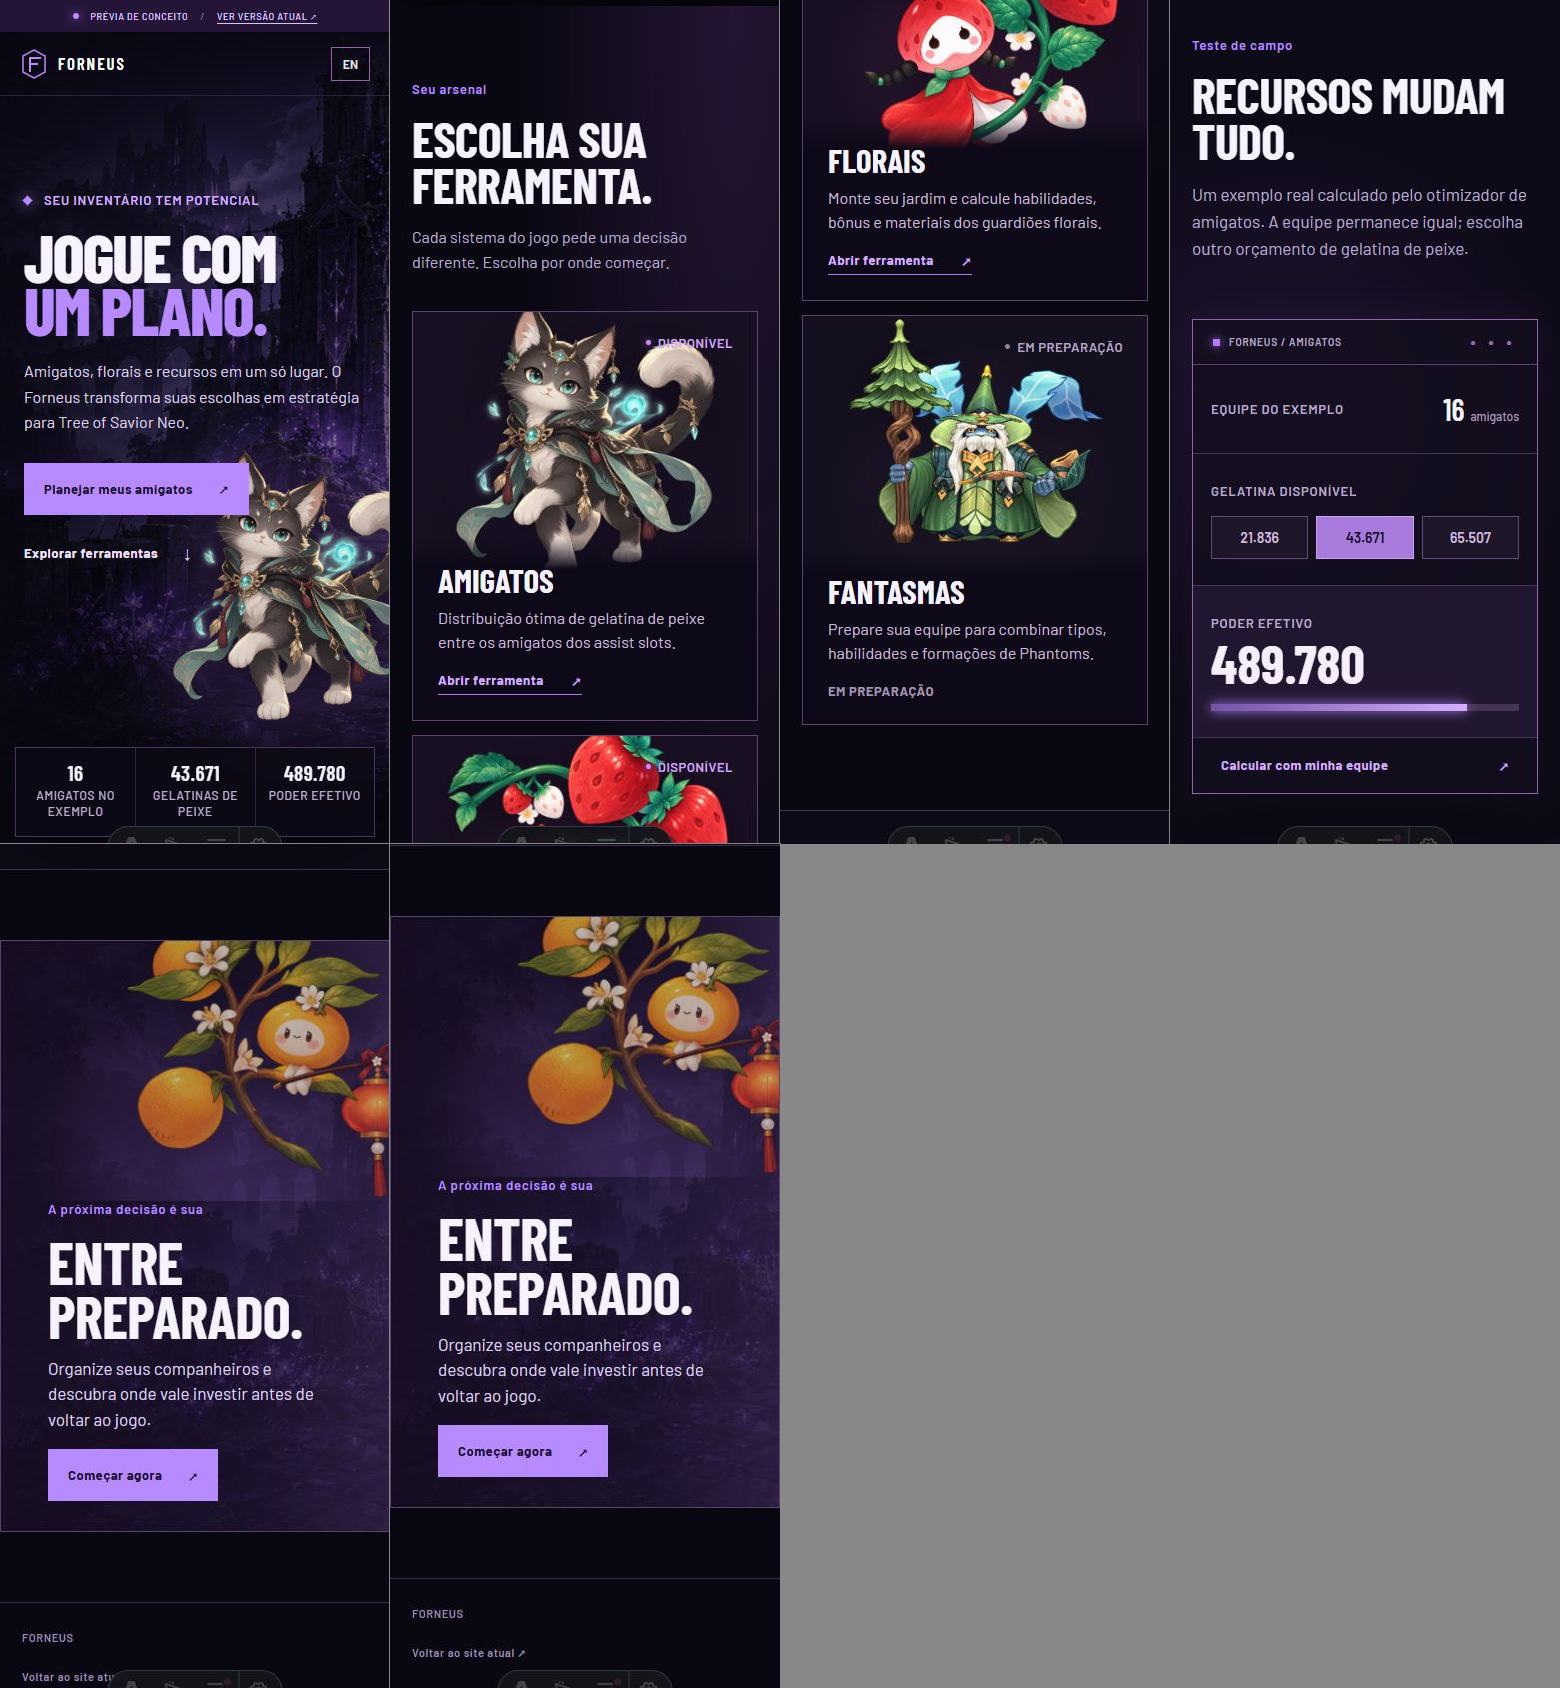 PRÉVIA DE CONCEITO / VER VERSÃO ATUAL ↗
FORNEUS
EN
SEU INVENTÁRIO TEM POTENCIAL
JOGUE COM
UM PLANO.
Amigatos, florais e recursos em um só lugar. O
Forneus transforma suas escolhas em estratégia
para Tree of Savior Neo.
Planejar meus amigatos ↗
Explorar ferramentas ↓
16
AMIGATOS NO
EXEMPLO
43.671
GELATINAS DE
PEIXE
489.780
PODER EFETIVO
Seu arsenal
ESCOLHA SUA
FERRAMENTA.
Cada sistema do jogo pede uma decisão
diferente. Escolha por onde começar.
DISPONÍVEL
AMIGATOS
Distribuição ótima de gelatina de peixe
entre os amigatos dos assist slots.
Abrir ferramenta ↗
DISPONÍVEL
FLORAIS
Monte seu jardim e calcule habilidades,
bônus e materiais dos guardiões florais.
Abrir ferramenta ↗
EM PREPARAÇÃO
FANTASMAS
Prepare sua equipe para combinar tipos,
habilidades e formações de Phantoms.
EM PREPARAÇÃO
Teste de campo
RECURSOS MUDAM
TUDO.
Um exemplo real calculado pelo otimizador de
amigatos. A equipe permanece igual; escolha
outro orçamento de gelatina de peixe.
FORNEUS / AMIGATOS
EQUIPE DO EXEMPLO
16 amigatos
GELATINA DISPONÍVEL
21.836
43.671
65.507
PODER EFETIVO
489.780
Calcular com minha equipe ↗
A próxima decisão é sua
ENTRE
PREPARADO.
Organize seus companheiros e
descubra onde vale investir antes de
voltar ao jogo.
Começar agora ↗
FORNEUS
Voltar ao site
A próxima decisão é sua
ENTRE
PREPARADO.
Organize seus companheiros e
descubra onde vale investir antes de
voltar ao jogo.
Começar agora ↗
FORNEUS
Voltar ao site atual ↗